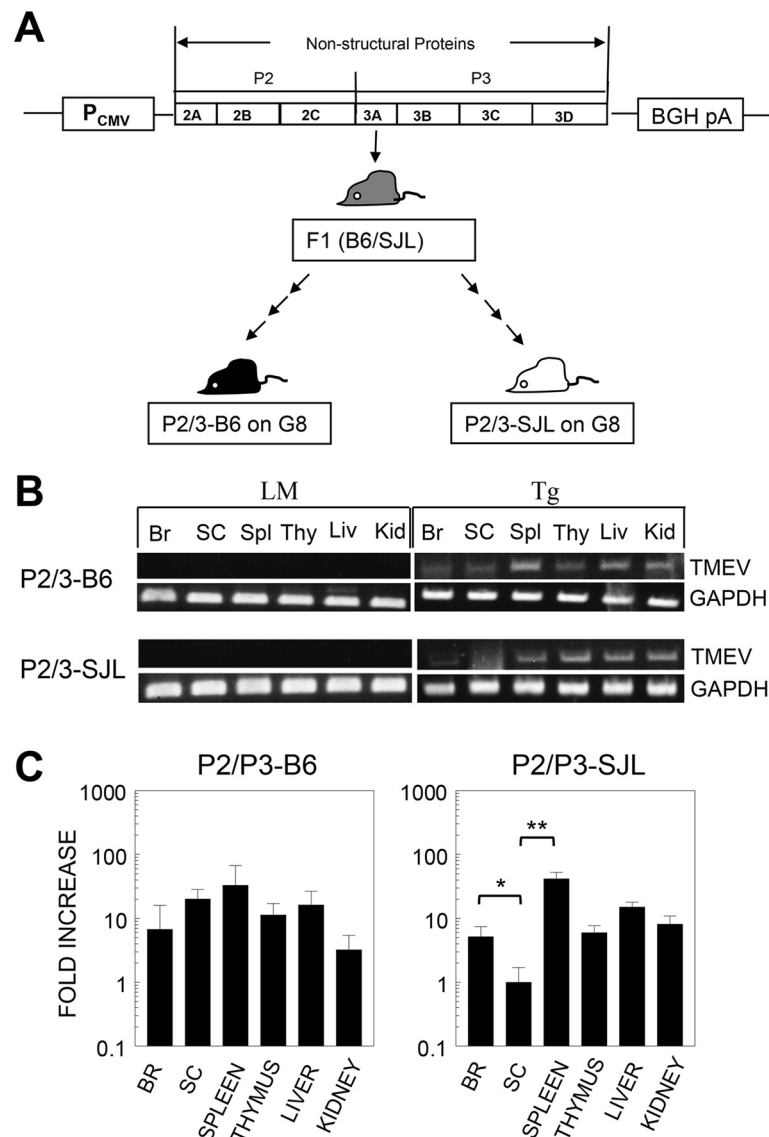 A
Non-structural Proteins
P2 P3
P_CMV 2A 2B 2C 3A 3B 3C 3D BGH pA
F1 (B6/SJL)
P2/3-B6 on G8 P2/3-SJL on G8
B
LM Tg
Br SC Spl Thy Liv Kid Br SC Spl Thy Liv Kid
P2/3-B6 TMEV
GAPDH
P2/3-SJL TMEV
GAPDH
C
P2/P3-B6 P2/P3-SJL
FOLD INCREASE
1000 1000
100 100
10 10
1 1
0.1 0.1
** 
*
BR SC SPLEEN THYMUS LIVER KIDNEY BR SC SPLEEN THYMUS LIVER KIDNEY